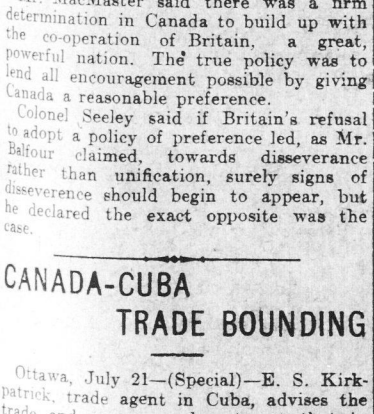 MacMaster said there was a firm
determination in Canada to build up with
the co-operation of Britain, a great,
powerful nation. The true policy was to
lend all encouragement possible by giving
Canada a reasonable preference.
Colonel Seeley said if Britain's refusal
to adopt a policy of preference led, as Mr.
Balfour claimed, towards disseverance
rather than unification, surely signs of
disseverence should begin to appear, but
he declared the exact opposite was the
case.
CANADA-CUBA
TRADE BOUNDING
Ottawa, July 21—(Special)—E. S. Kirk-
patrick, trade agent in Cuba, advises the
trade